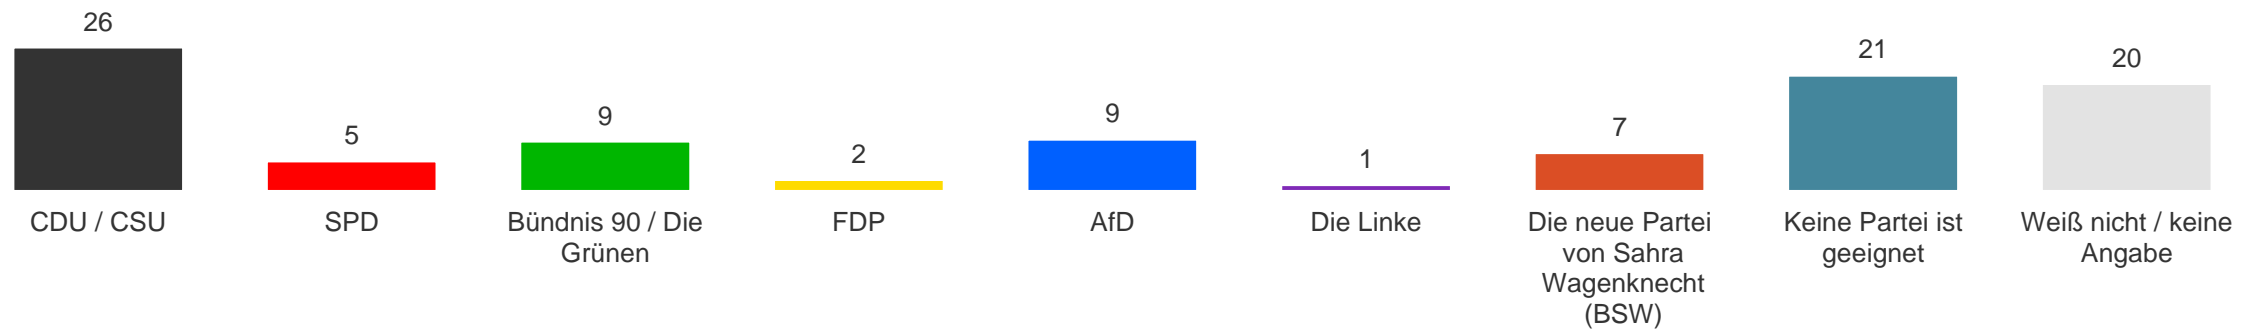 26
5
9
2
9
1
7
21
20
CDU / CSU
SPD
Bündnis 90 / Die
Grünen
FDP
AfD
Die Linke
Die neue Partei
von Sahra
Wagenknecht
(BSW)
Keine Partei ist
geeignet
Weiß nicht / keine
Angabe